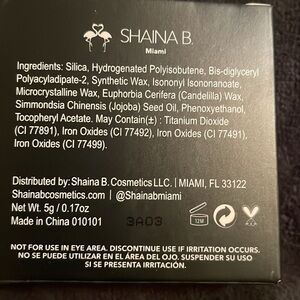 SHAINA B.
Miami
Ingredients: Silica, Hydrogenated Polyisobutene, Bis-diglyceryl
Polyacyladipate-2, Synthetic Wax, Isononyl Isononanoate,
Microcrystalline Wax, Euphorbia Cerifera (Candelilla) Wax,
Simmondsia Chinensis (Jojoba) Seed Oil, Phenoxyethanol,
Tocopheryl Acetate. May Contain(±) : Titanium Dioxide
(CI 77891), Iron Oxides (CI 77492), Iron Oxides (CI 77491),
Iron Oxides (CI 77499).
Distributed by: Shaina B. Cosmetics LLC. | MIAMI, FL 33122
Shainabcosmetics.com | @Shainabmiami
Net Wt. 5g / 0.17oz
Made in China 010101 3A03 12M
NOT FOR USE IN EYE AREA. DISCONTINUE USE IF IRRITATION OCCURS.
NO SE PUEDE UTILIZAR EN EL ÁREA DEL OJO. SUSPENDER SU USO
SI SE PRESENTA IRRITACIÓN.